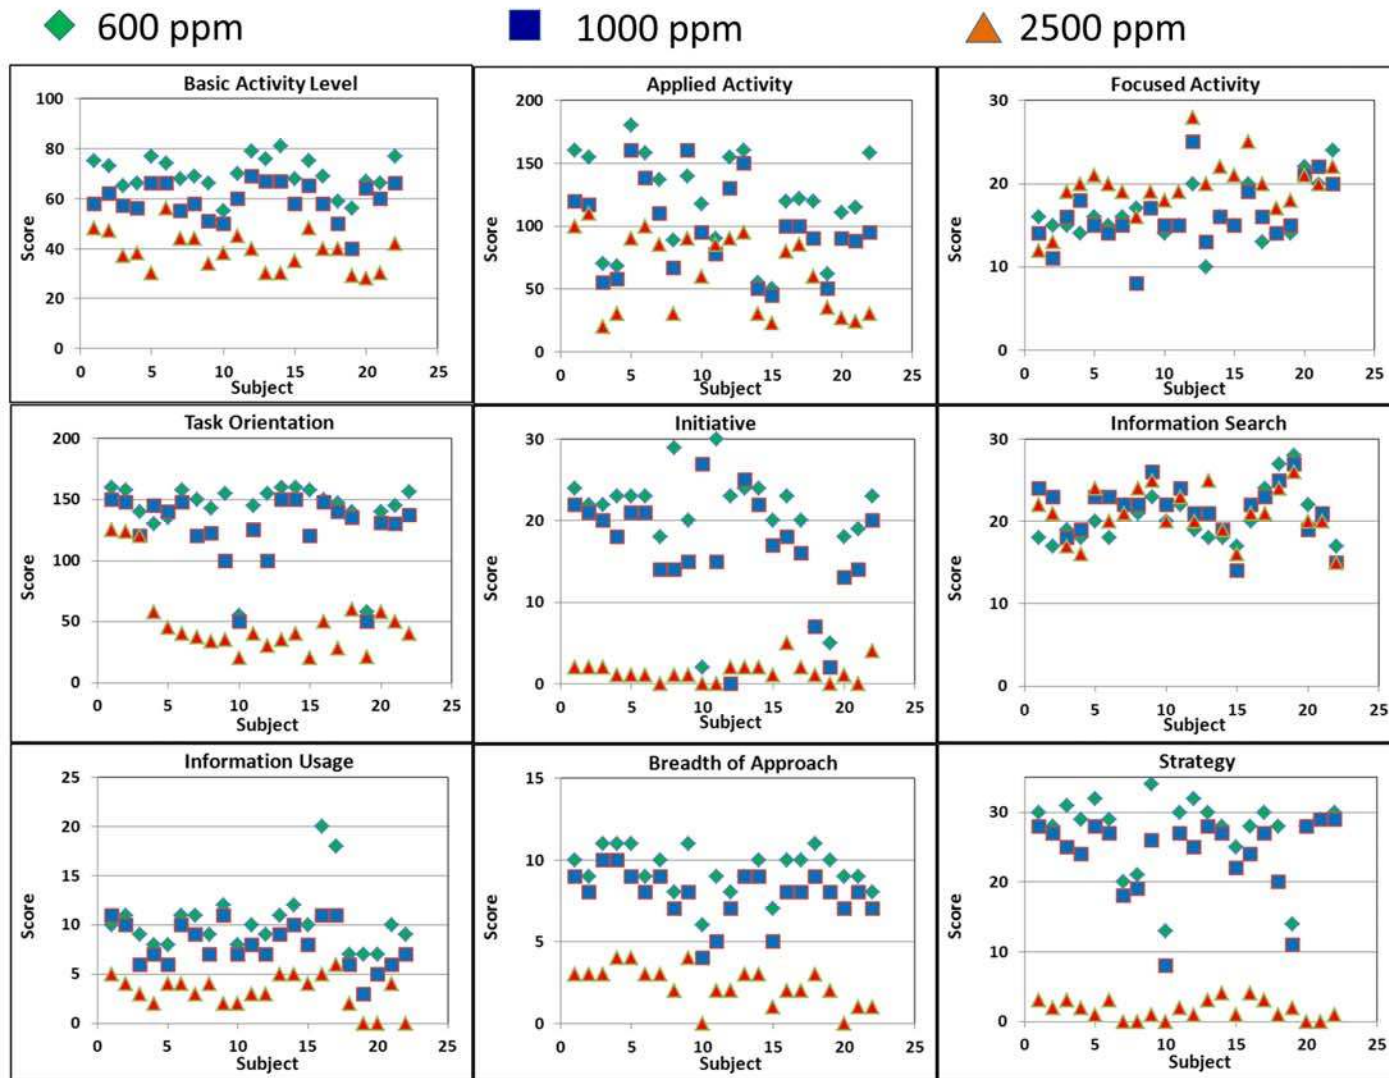 600 ppm
1000 ppm
2500 ppm
Basic Activity Level
100
80
60
40
20
0
Score
0 5 10 15 20 25
Subject
Applied Activity
200
150
100
50
0
Score
0 5 10 15 20 25
Subject
Focused Activity
30
20
10
0
Score
0 5 10 15 20 25
Subject
Task Orientation
200
150
100
50
0
Score
0 5 10 15 20 25
Subject
Initiative
30
20
10
0
Score
0 5 10 15 20 25
Subject
Information Search
30
20
10
0
Score
0 5 10 15 20 25
Subject
Information Usage
25
20
15
10
5
0
Score
0 5 10 15 20 25
Subject
Breadth of Approach
15
10
5
0
Score
0 5 10 15 20 25
Subject
Strategy
30
20
10
0
Score
0 5 10 15 20 25
Subject